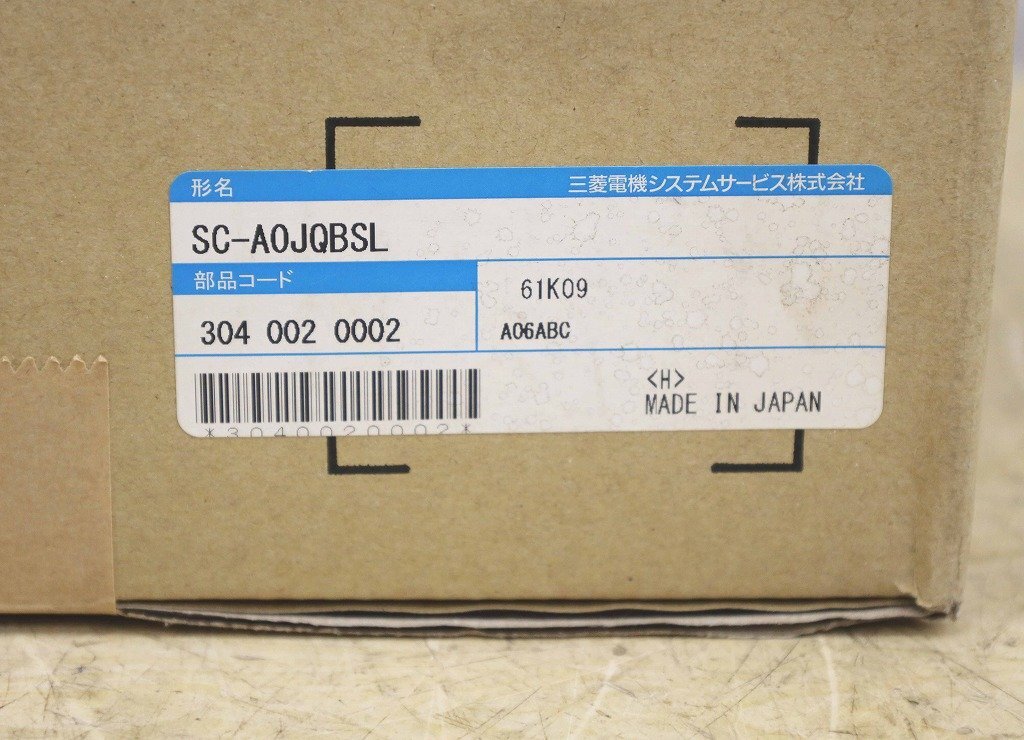 形名 三菱電機システムサービス株式会社
SC-A0JQBSL
部品コード
61K09
304 002 0002
A06ABC
<H>
MADE IN JAPAN
*3040020002*